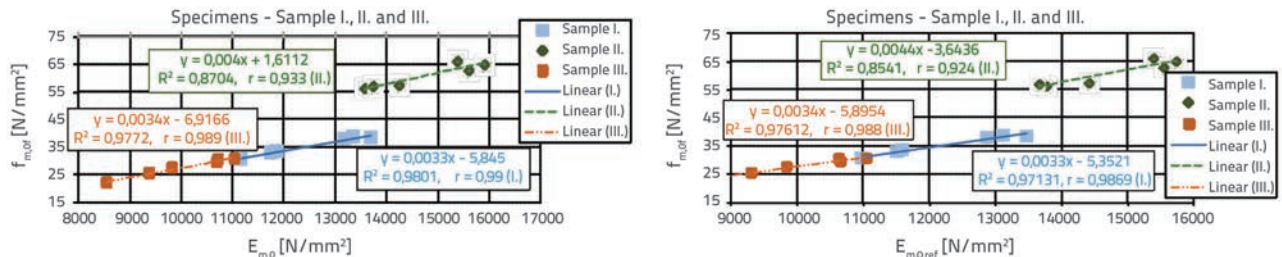 Specimens - Sample I., II. and III.
75
65
55
45
35
25
15
f m,0f [N/mm²]
y = 0,004x + 1,6112
R² = 0,8704, r = 0,933 (II.)
y = 0,0034x - 6,9166
R² = 0,9772, r = 0,989 (III.)
y = 0,0033x - 5,845
R² = 0,9801, r = 0,99 (I.)
Sample I.
Sample II.
Sample III.
Linear (I.)
Linear (II.)
Linear (III.)
8000 9000 10000 11000 12000 13000 14000 15000 16000 17000
E m,0 [N/mm²]
Specimens - Sample I., II. and III.
75
65
55
45
35
25
15
f m,0f [N/mm²]
y = 0,0044x -3,6436
R² = 0,8541, r = 0,924 (II.)
y = 0,0034x - 5,8954
R² = 0,97612, r = 0,988 (III.)
y = 0,0033x - 5,3521
R² = 0,97131, r = 0,9869 (I.)
Sample I.
Sample II.
Sample III.
Linear (I.)
Linear (II.)
Linear (III.)
9000 10000 11000 12000 13000 14000 15000 16000
E m,0,ref [N/mm²]